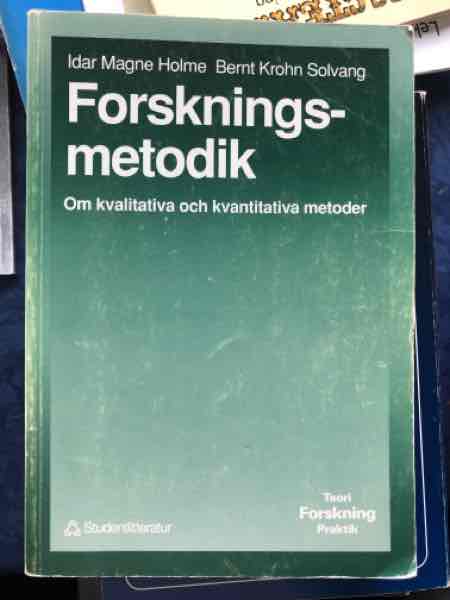 Idar Magne Holme Bernt Krohn Solvang
Forsknings-
metodik
Om kvalitativa och kvantitativa metoder
Teori
Forskning
Praktik
Studentlitteratur